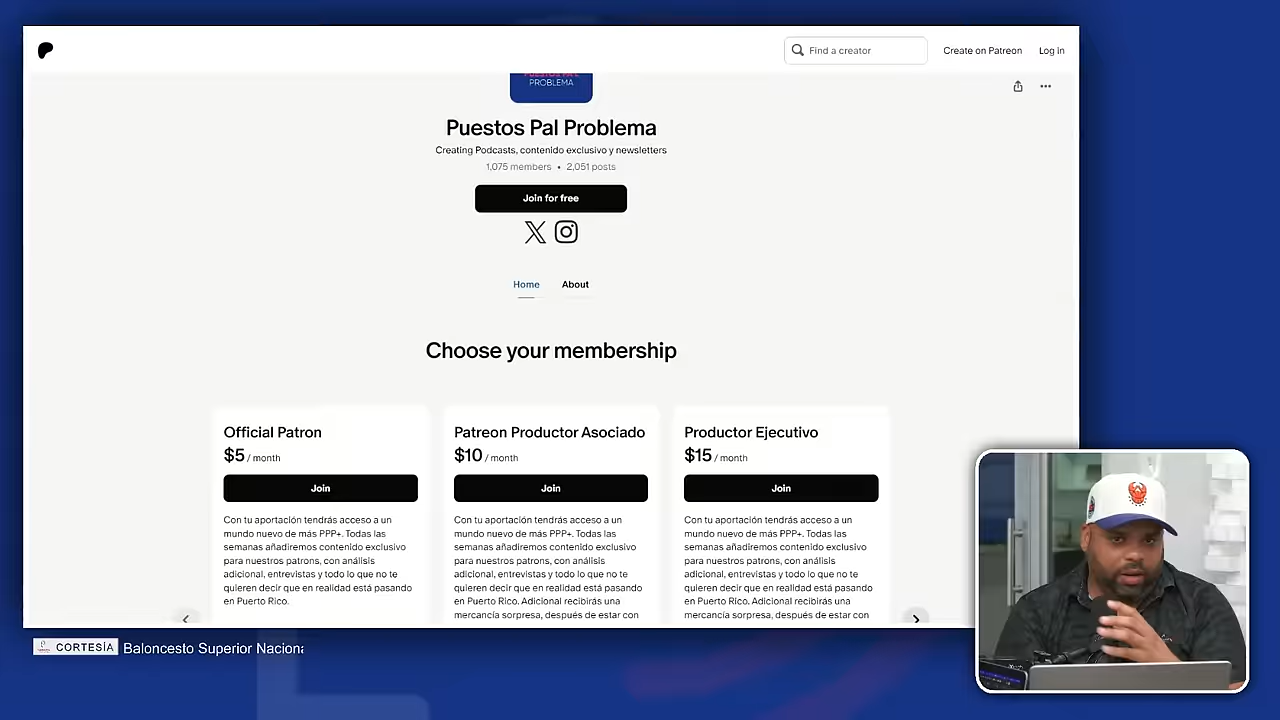 Find a creator
Create on Patreon
Log in
PROBLEMA
Puestos Pal Problema
Creating Podcasts, contenido exclusivo y newsletters
1,075 members • 2,051 posts
Join for free
Home
About
Choose your membership
Official Patron
$5 / month
Join
Con tu aportación tendrás acceso a un
mundo nuevo de más PPP+. Todas las
semanas añadiremos contenido exclusivo
para nuestros patrons, con análisis
adicional, entrevistas y todo lo que no te
quieren decir que en realidad está pasando
en Puerto Rico.
Patreon Productor Asociado
$10 / month
Join
Con tu aportación tendrás acceso a un
mundo nuevo de más PPP+. Todas las
semanas añadiremos contenido exclusivo
para nuestros patrons, con análisis
adicional, entrevistas y todo lo que no te
quieren decir que en realidad está pasando
en Puerto Rico. Adicional recibirás una
mercancía sorpresa, después de estar con
Productor Ejecutivo
$15 / month
Join
Con tu aportación tendrás acceso a un
mundo nuevo de más PPP+. Todas las
semanas añadiremos contenido exclusivo
para nuestros patrons, con análisis
adicional, entrevistas y todo lo que no te
quieren decir que en realidad está pasando
en Puerto Rico. Adicional recibirás una
mercancía sorpresa, después de estar con
CORTESÍA
Baloncesto Superior Naciona